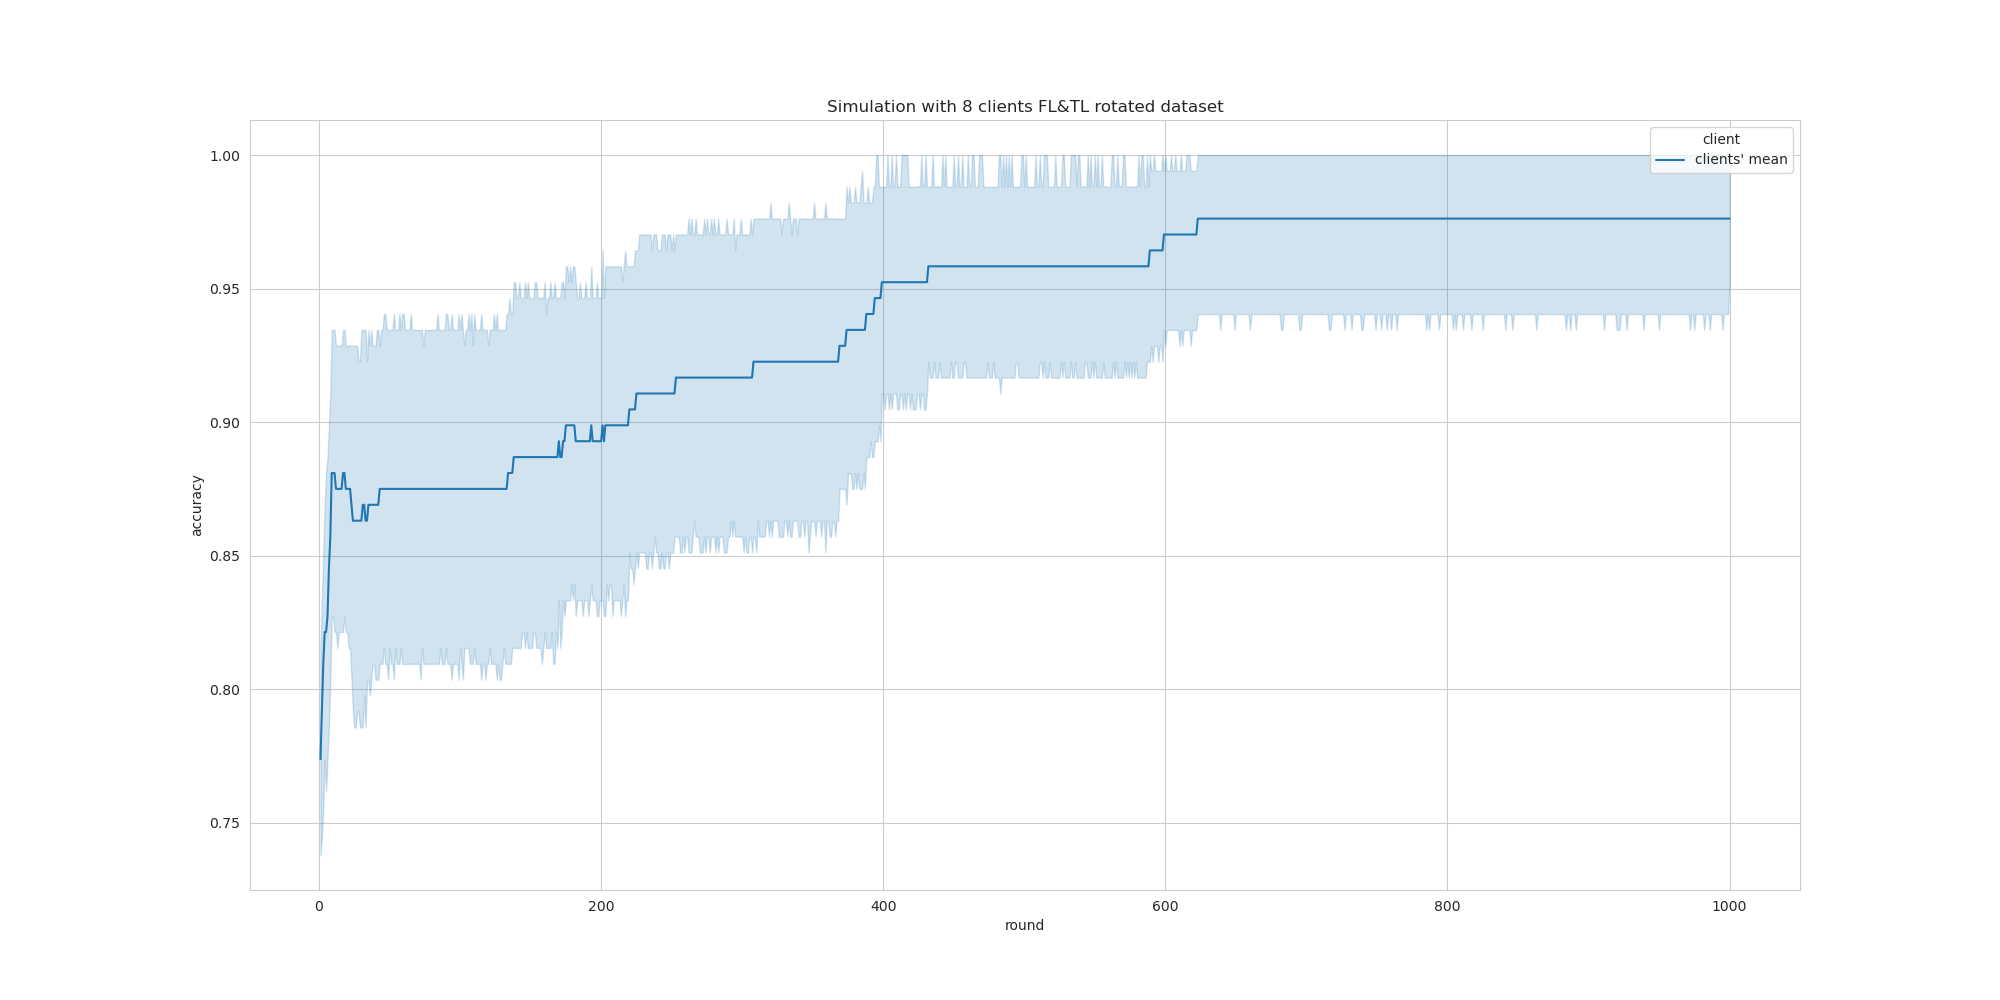 Simulation with 8 clients FL&TL rotated dataset
client
clients' mean
1.00
0.95
0.90
0.85
0.80
0.75
accuracy
0 200 400 600 800 1000
round